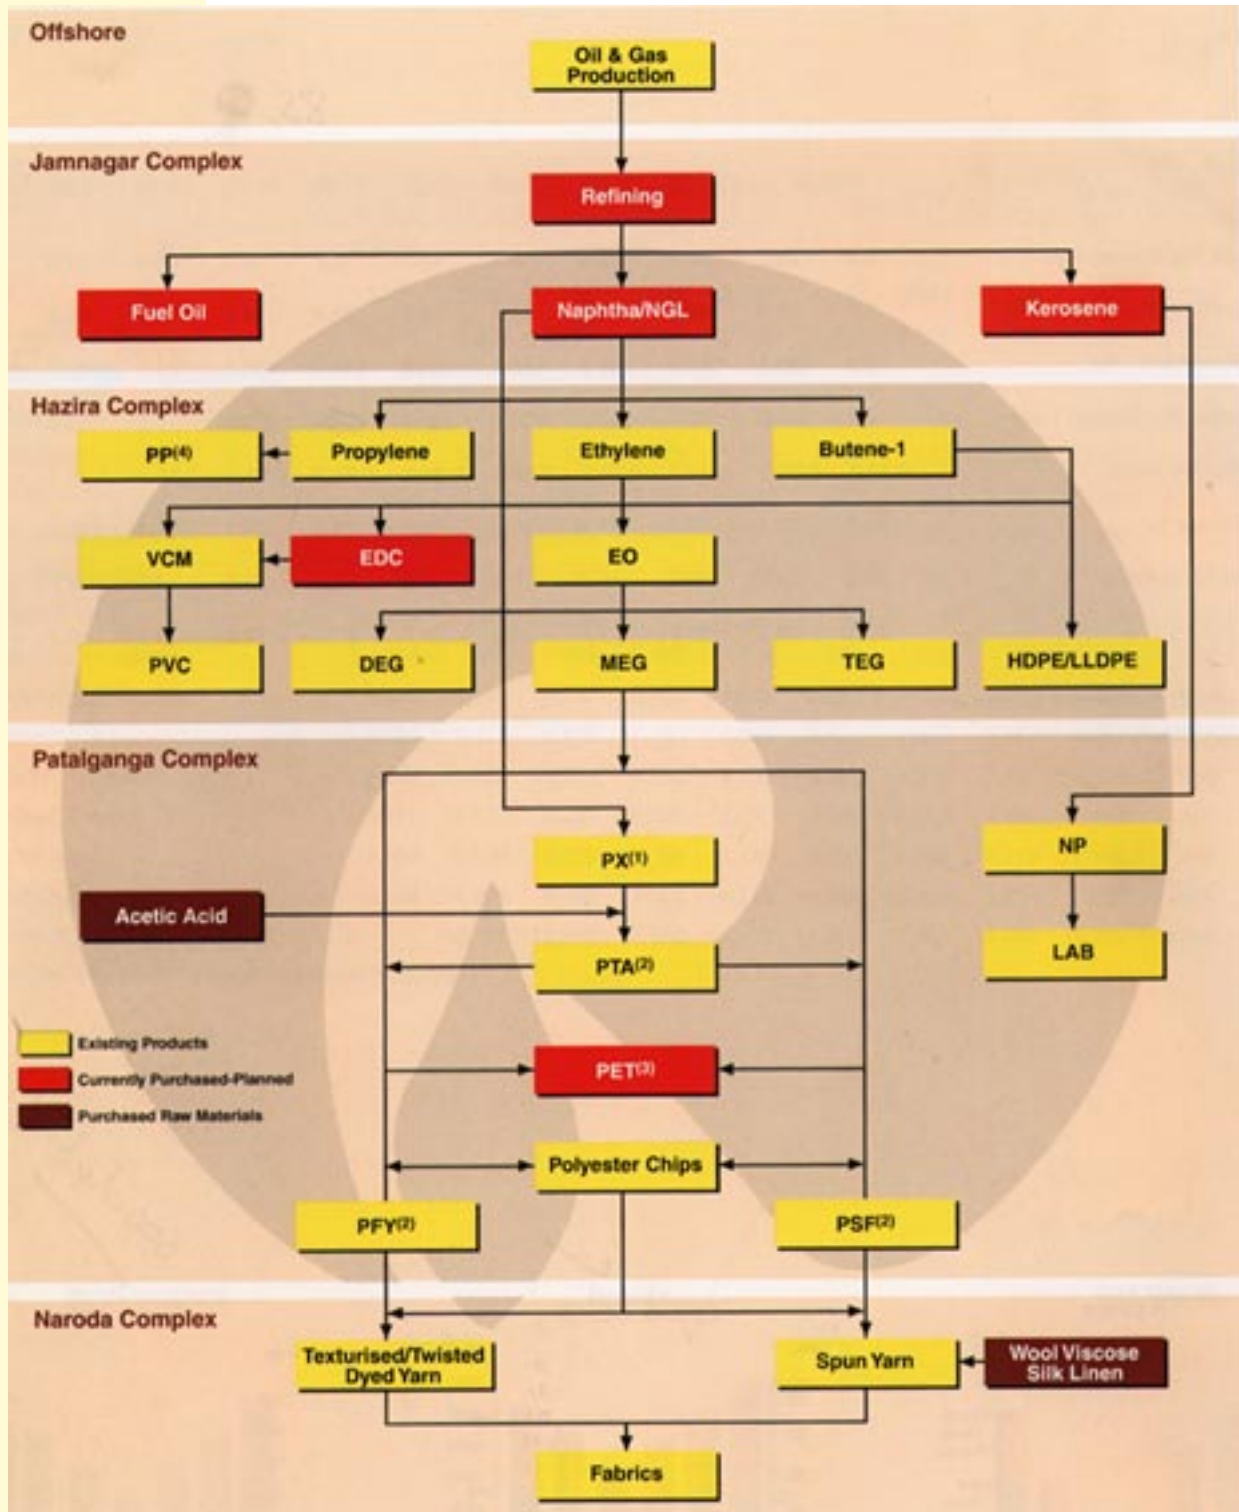 Offshore
Oil & Gas
Production
Jamnagar Complex
Refining
Fuel Oil
Naphtha/NGL
Kerosene
Hazira Complex
PP(4)
Propylene
Ethylene
Butene-1
VCM
EDC
EO
PVC
DEG
MEG
TEG
HDPE/LLDPE
Patalganga Complex
PX(1)
NP
Acetic Acid
PTA(2)
LAB
Existing Products
Currently Purchased-Planned
Purchased Raw Materials
PET(3)
Polyester Chips
PFY(2)
PSF(2)
Naroda Complex
Texturised/Twisted
Dyed Yarn
Spun Yarn
Wool Viscose
Silk Linen
Fabrics